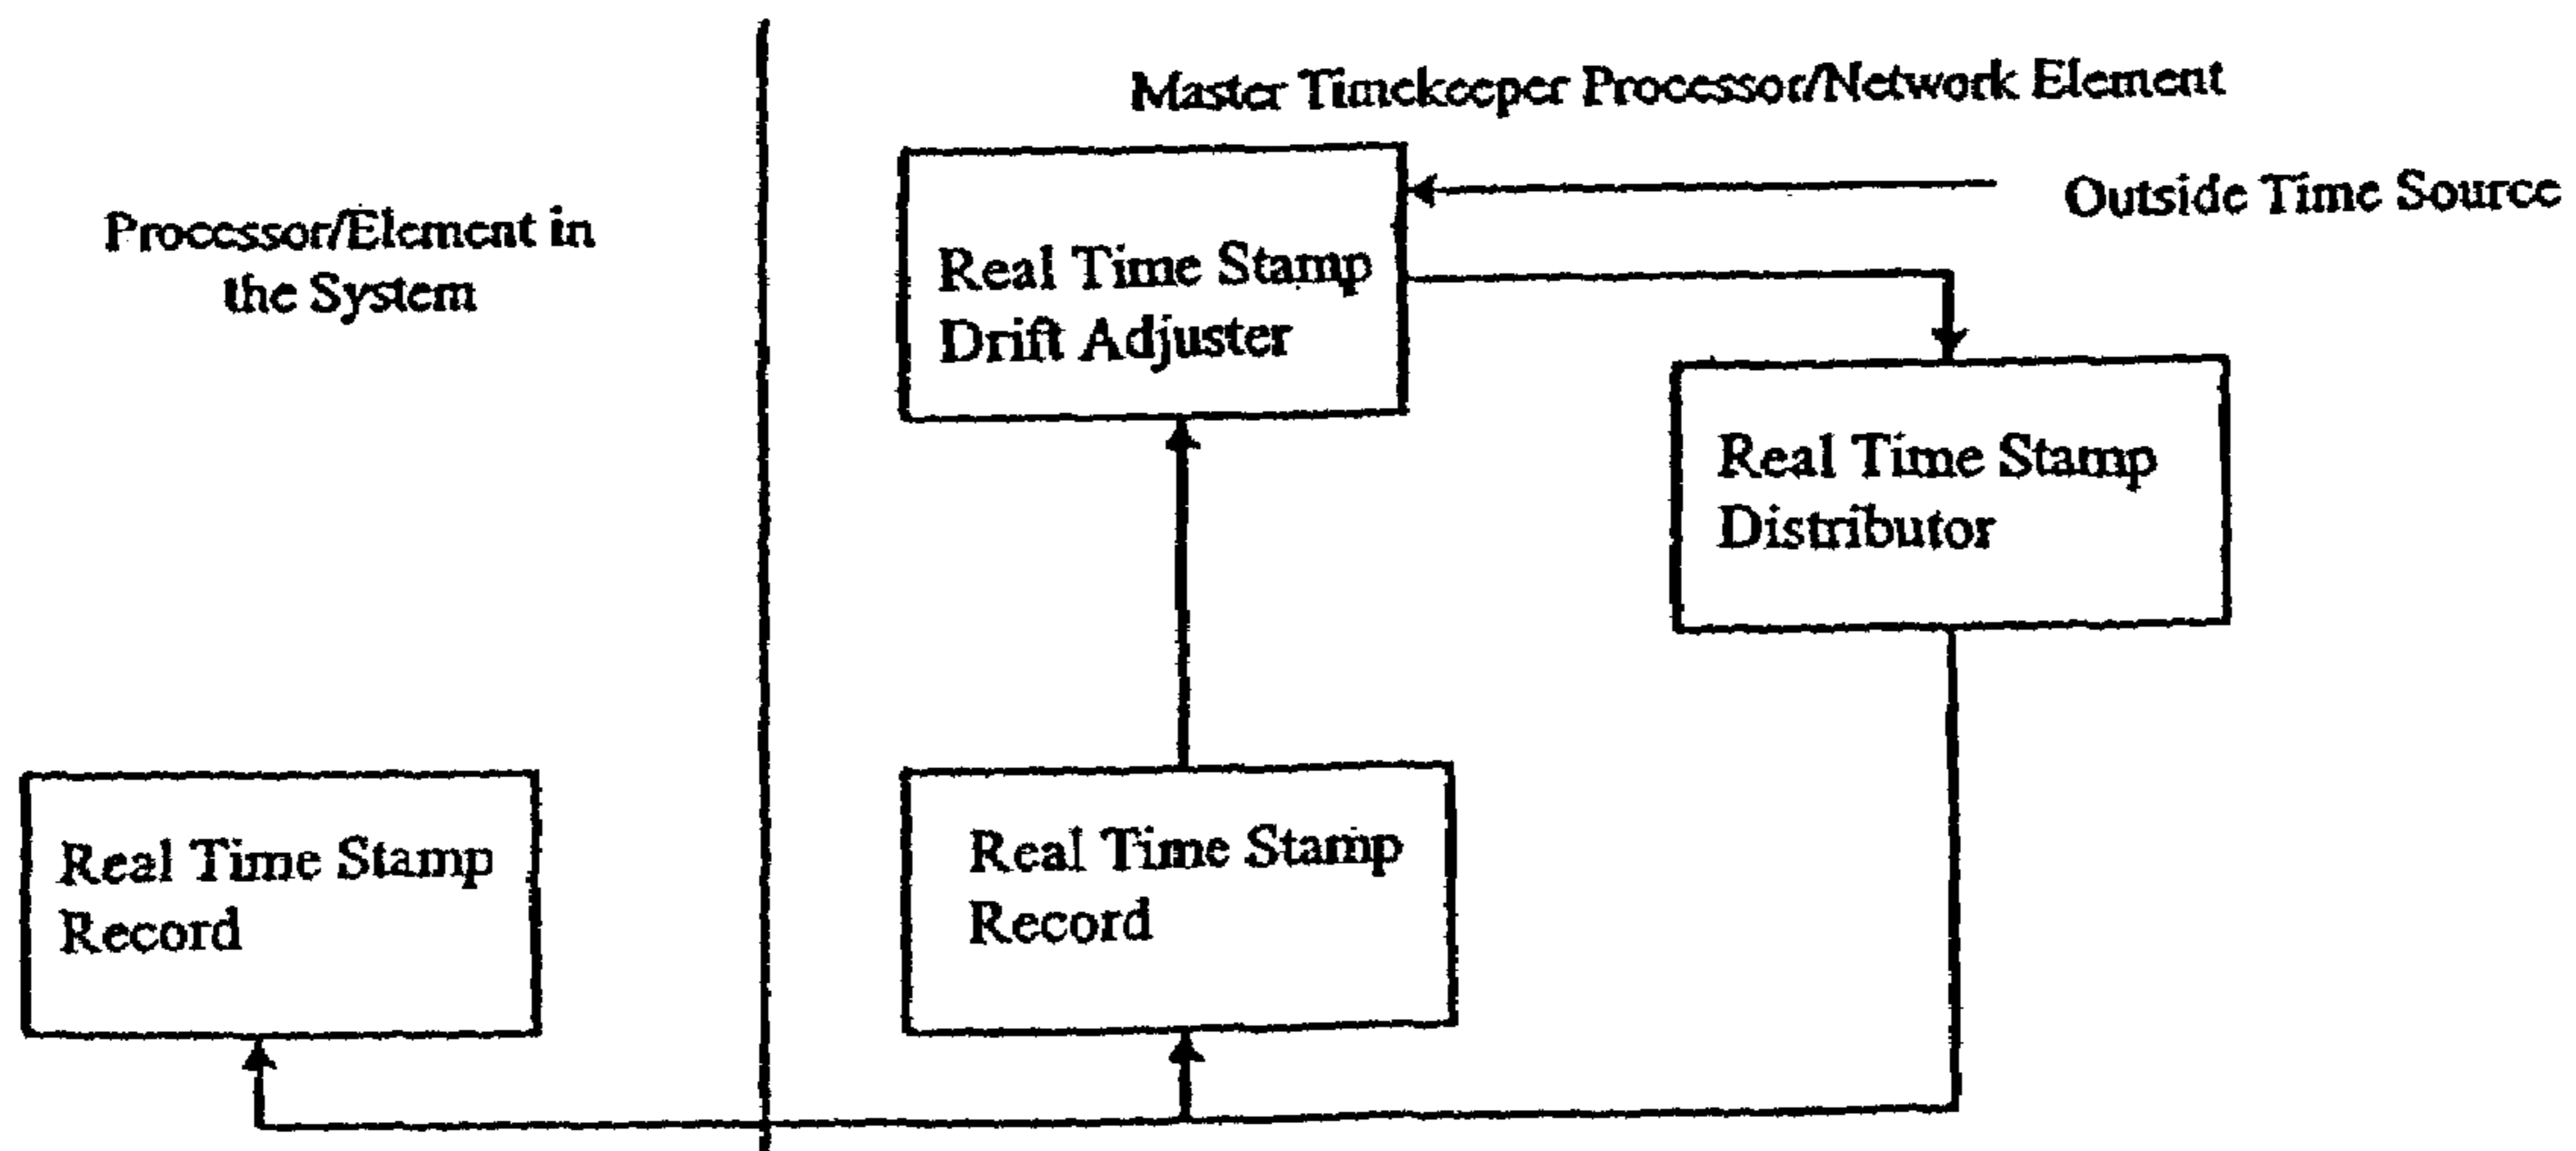 Master Timekeeper Processor/Network Element
Processor/Element in
the System
Outside Time Source
Real Time Stamp
Drift Adjuster
Real Time Stamp
Distributor
Real Time Stamp
Record
Real Time Stamp
Record